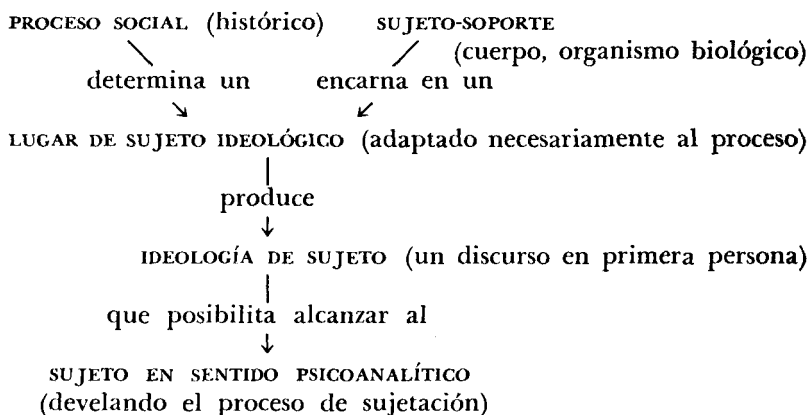 PROCESO SOCIAL (histórico) SUJETO-SOPORTE
(cuerpo, organismo biológico)
determina un encarna en un
LUGAR DE SUJETO IDEOLÓGICO (adaptado necesariamente al proceso)
produce
IDEOLOGÍA DE SUJETO (un discurso en primera persona)
que posibilita alcanzar al
SUJETO EN SENTIDO PSICOANALÍTICO
(develando el proceso de sujetación)